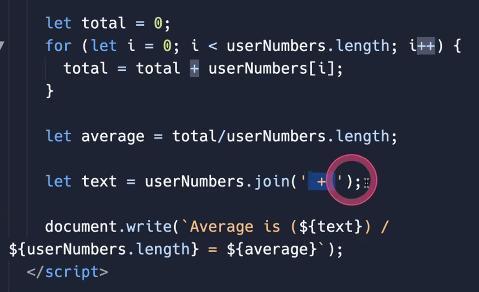 let total = 0;
for (let i = 0; i < userNumbers.length; i++) {
total = total + userNumbers[i];
}
let average = total/userNumbers.length;
let text = userNumbers.join(' + ');
document.write(`Average is (${text}) /
${userNumbers.length} = ${average}`);
</script>